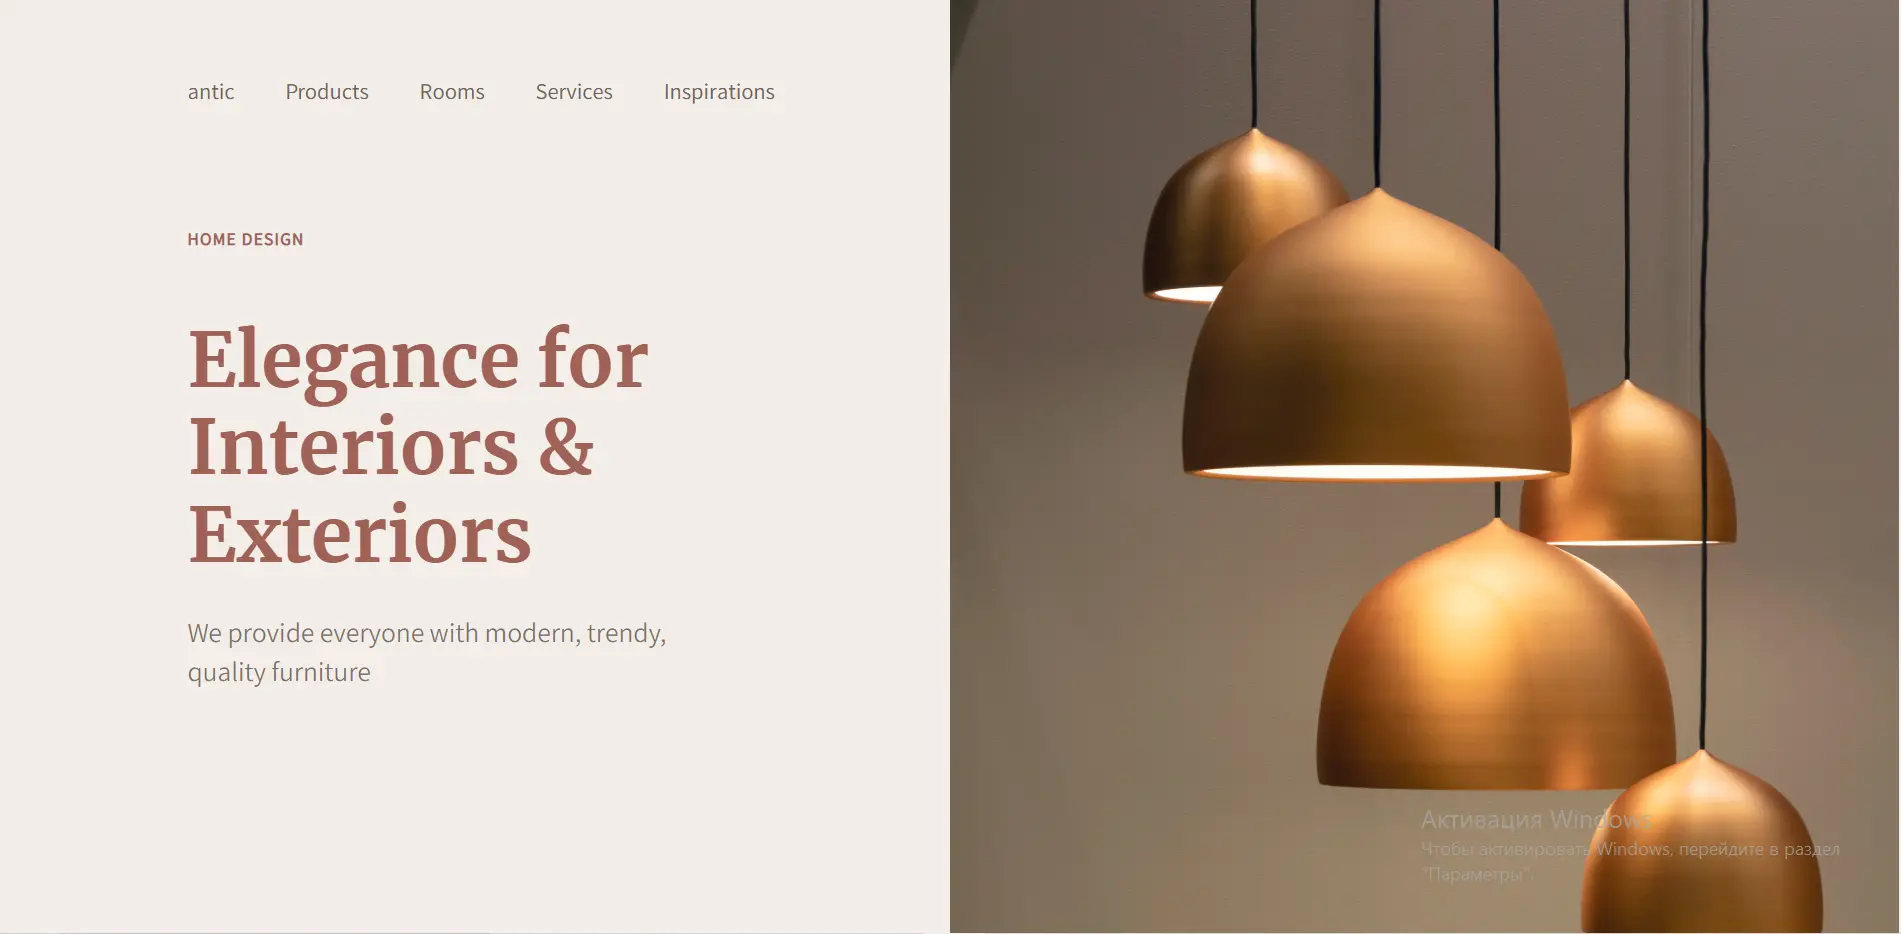 antic Products Rooms Services Inspirations
HOME DESIGN
Elegance for
Interiors &
Exteriors
We provide everyone with modern, trendy,
quality furniture
Активация Windows
Чтобы активировать Windows, перейдите в раздел
"Параметры".